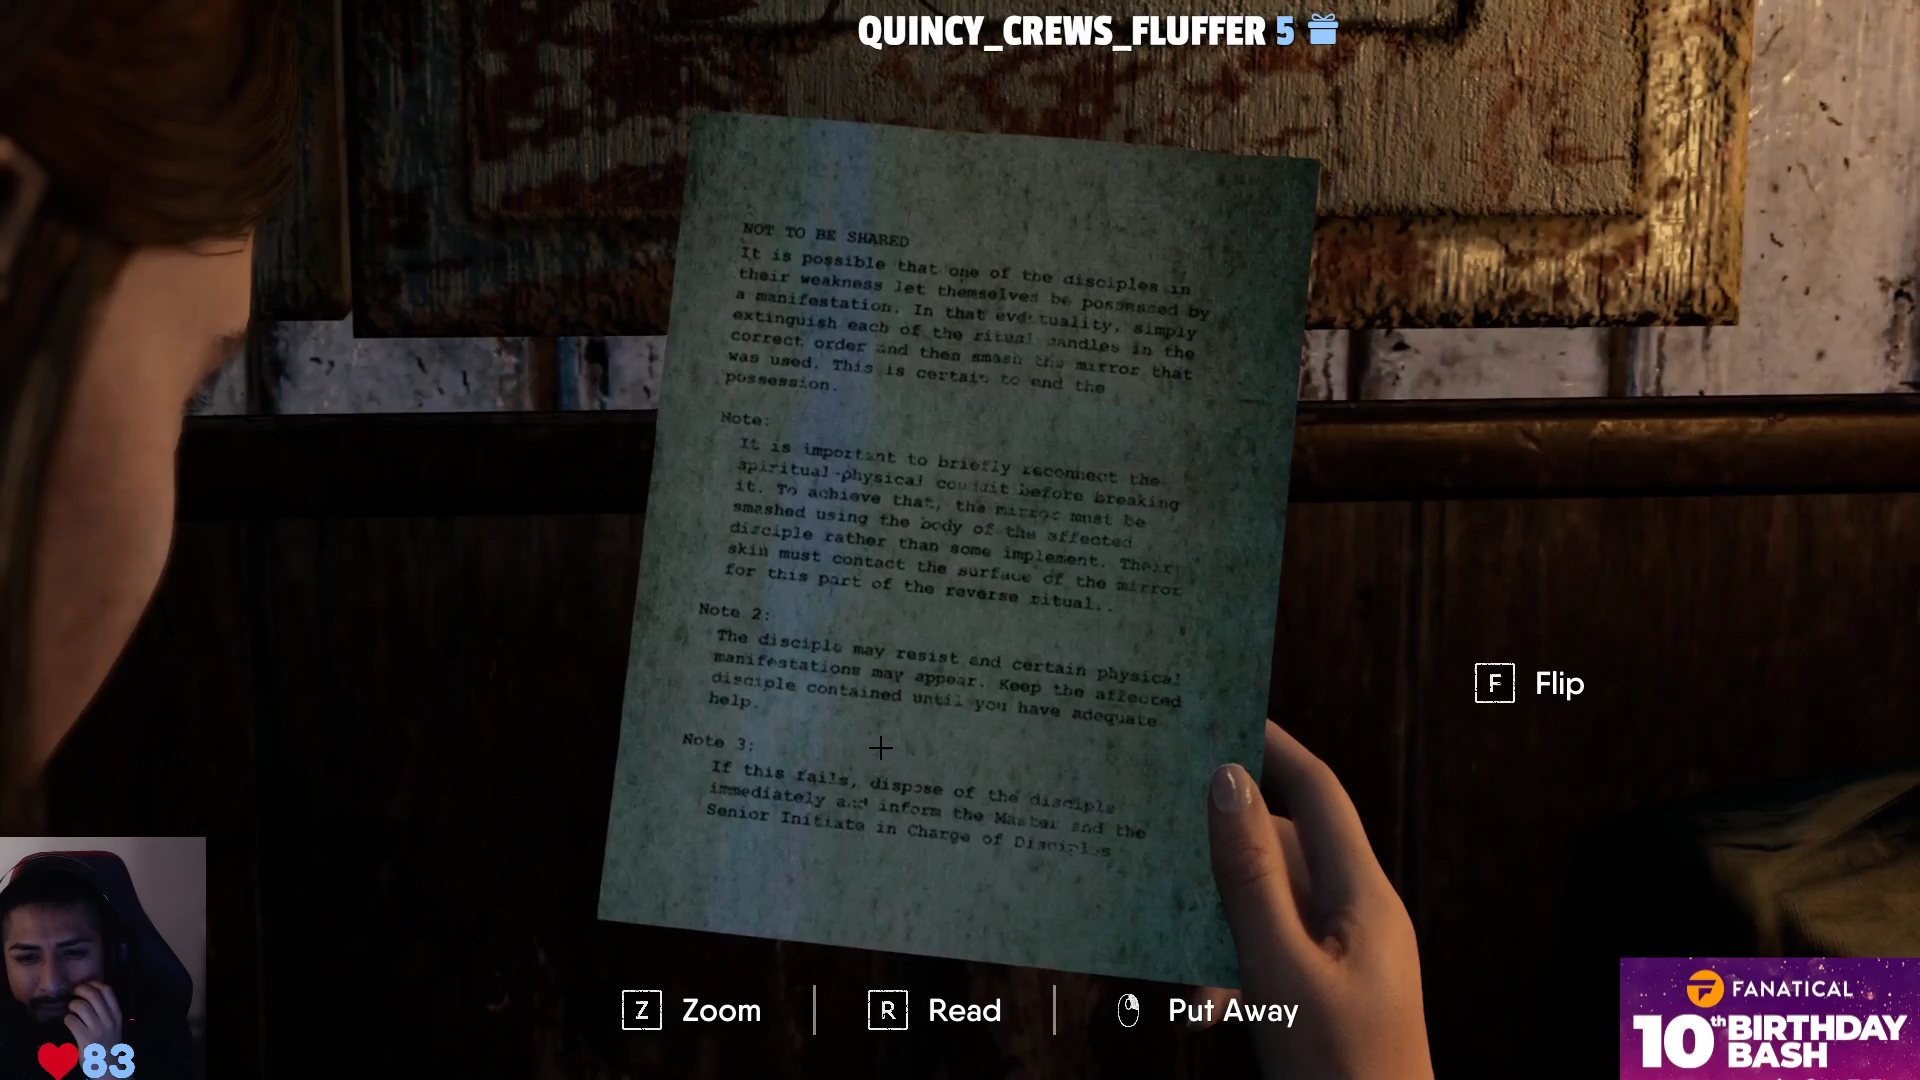 QUINCY_CREWS_FLUFFER 5
NOT TO BE SHARED
It is possible that one of the disciples in
their weakness let themselves be possessed by
a manifestation. In that eventuality, simply
extinguish each of the ritual candles in the
correct order and then smash the mirror that
was used. This is certain to end the
possession.
Note:
It is important to briefly reconnect the
spiritual-physical conduit before breaking
it. To achieve that, the mirror must be
smashed using the body of the affected
disciple rather than some implement. Their
skin must contact the surface of the mirror
for this part of the reverse ritual..
Note 2:
The disciple may resist and certain physical
manifestations may appear. Keep the affected
disciple contained until you have adequate
help.
Note 3:
If this fails, dispose of the disciple
immediately and inform the Master and the
Senior Initiate in Charge of Disciples
F Flip
Z Zoom
R Read
Put Away
83
FANATICAL
10th BIRTHDAY
BASH